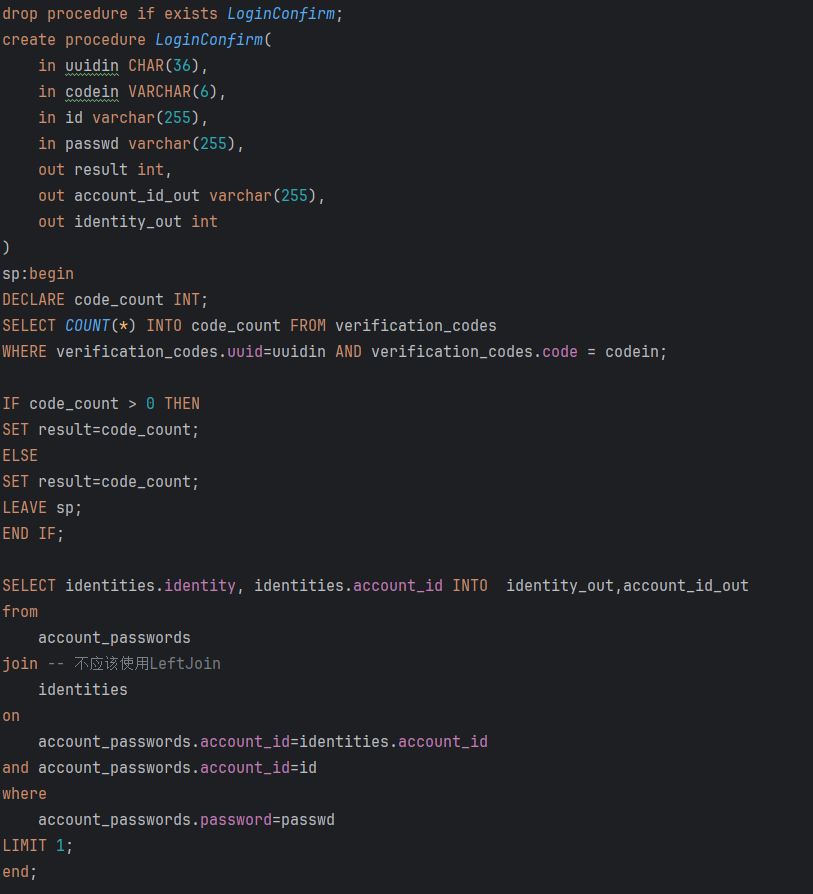 drop procedure if exists LoginConfirm;
create procedure LoginConfirm(
    in uuidin CHAR(36),
    in codein VARCHAR(6),
    in id varchar(255),
    in passwd varchar(255),
    out result int,
    out account_id_out varchar(255),
    out identity_out int
)
sp:begin
DECLARE code_count INT;
SELECT COUNT(*) INTO code_count FROM verification_codes
WHERE verification_codes.uuid=uuidin AND verification_codes.code = codein;

IF code_count > 0 THEN
SET result=code_count;
ELSE
SET result=code_count;
LEAVE sp;
END IF;

SELECT identities.identity, identities.account_id INTO  identity_out,account_id_out
from
    account_passwords
join -- 不应该使用LeftJoin
    identities
on
    account_passwords.account_id=identities.account_id
and account_passwords.account_id=id
where
    account_passwords.password=passwd
LIMIT 1;
end;